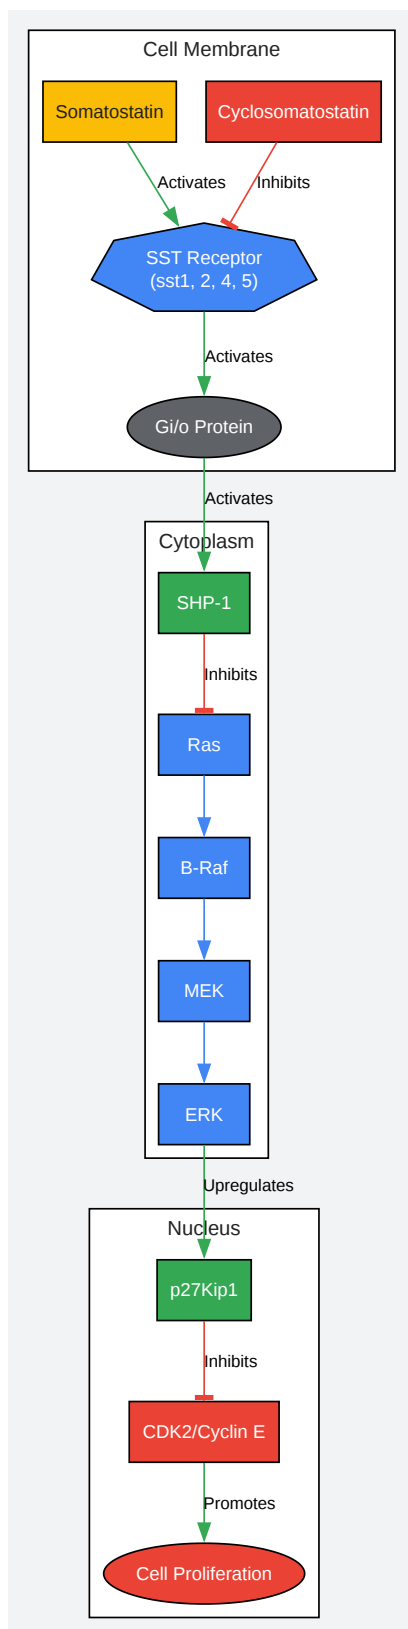 Cell Membrane
Somatostatin
Cyclosomatostatin
Activates
Inhibits
SST Receptor
(sst1, 2, 4, 5)
Activates
Gi/o Protein
Activates
Cytoplasm
SHP-1
Inhibits
Ras
B-Raf
MEK
ERK
Upregulates
Nucleus
p27Kip1
Inhibits
CDK2/Cyclin E
Promotes
Cell Proliferation